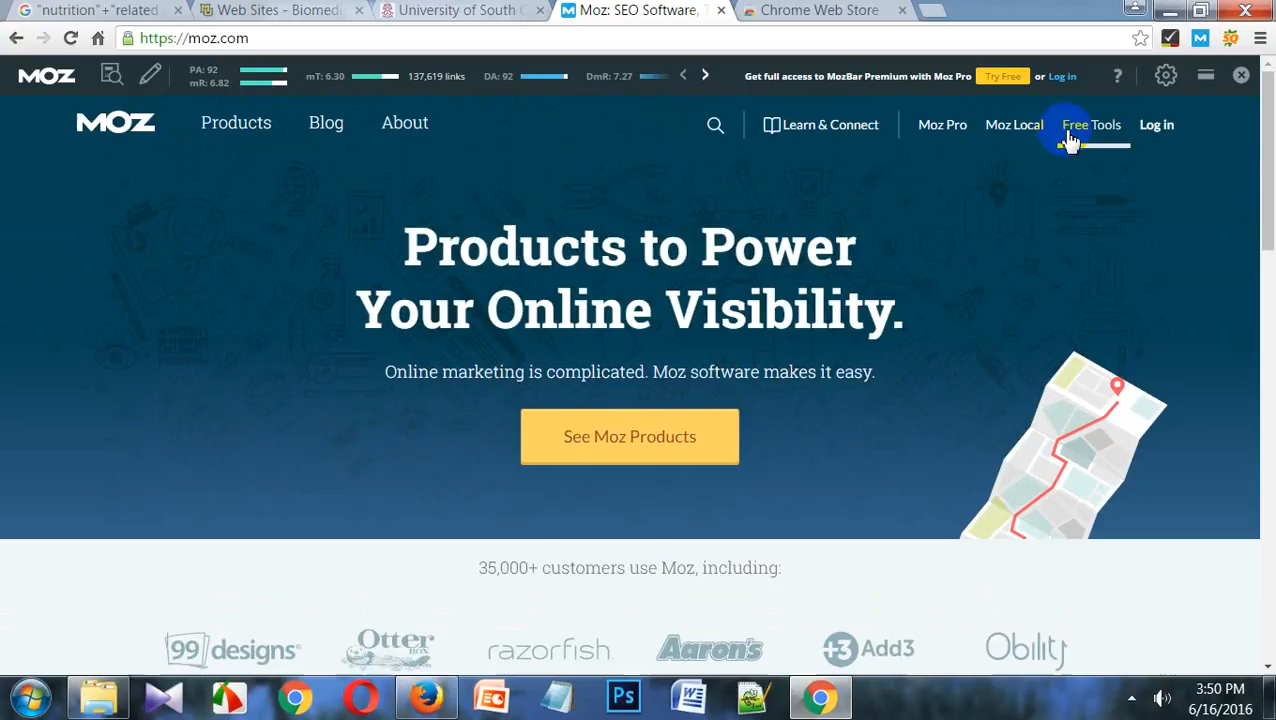 "nutrition"+"related
Web Sites - Biomedi
University of South C
Moz: SEO Software, T
Chrome Web Store
https://moz.com
MOZ
PA: 92
mR: 6.82
mT: 6.30
137,619 links
DA: 92
DmR: 7.27
Get full access to MozBar Premium with Moz Pro
Try Free
or
Log in
MOZ
Products
Blog
About
Learn & Connect
Moz Pro
Moz Local
Free Tools
Log in
Products to Power
Your Online Visibility.
Online marketing is complicated. Moz software makes it easy.
See Moz Products
35,000+ customers use Moz, including:
99designs
Otter
BOX
razorfish
Aaron's
+3 Add3
Obility
3:50 PM
6/16/2016